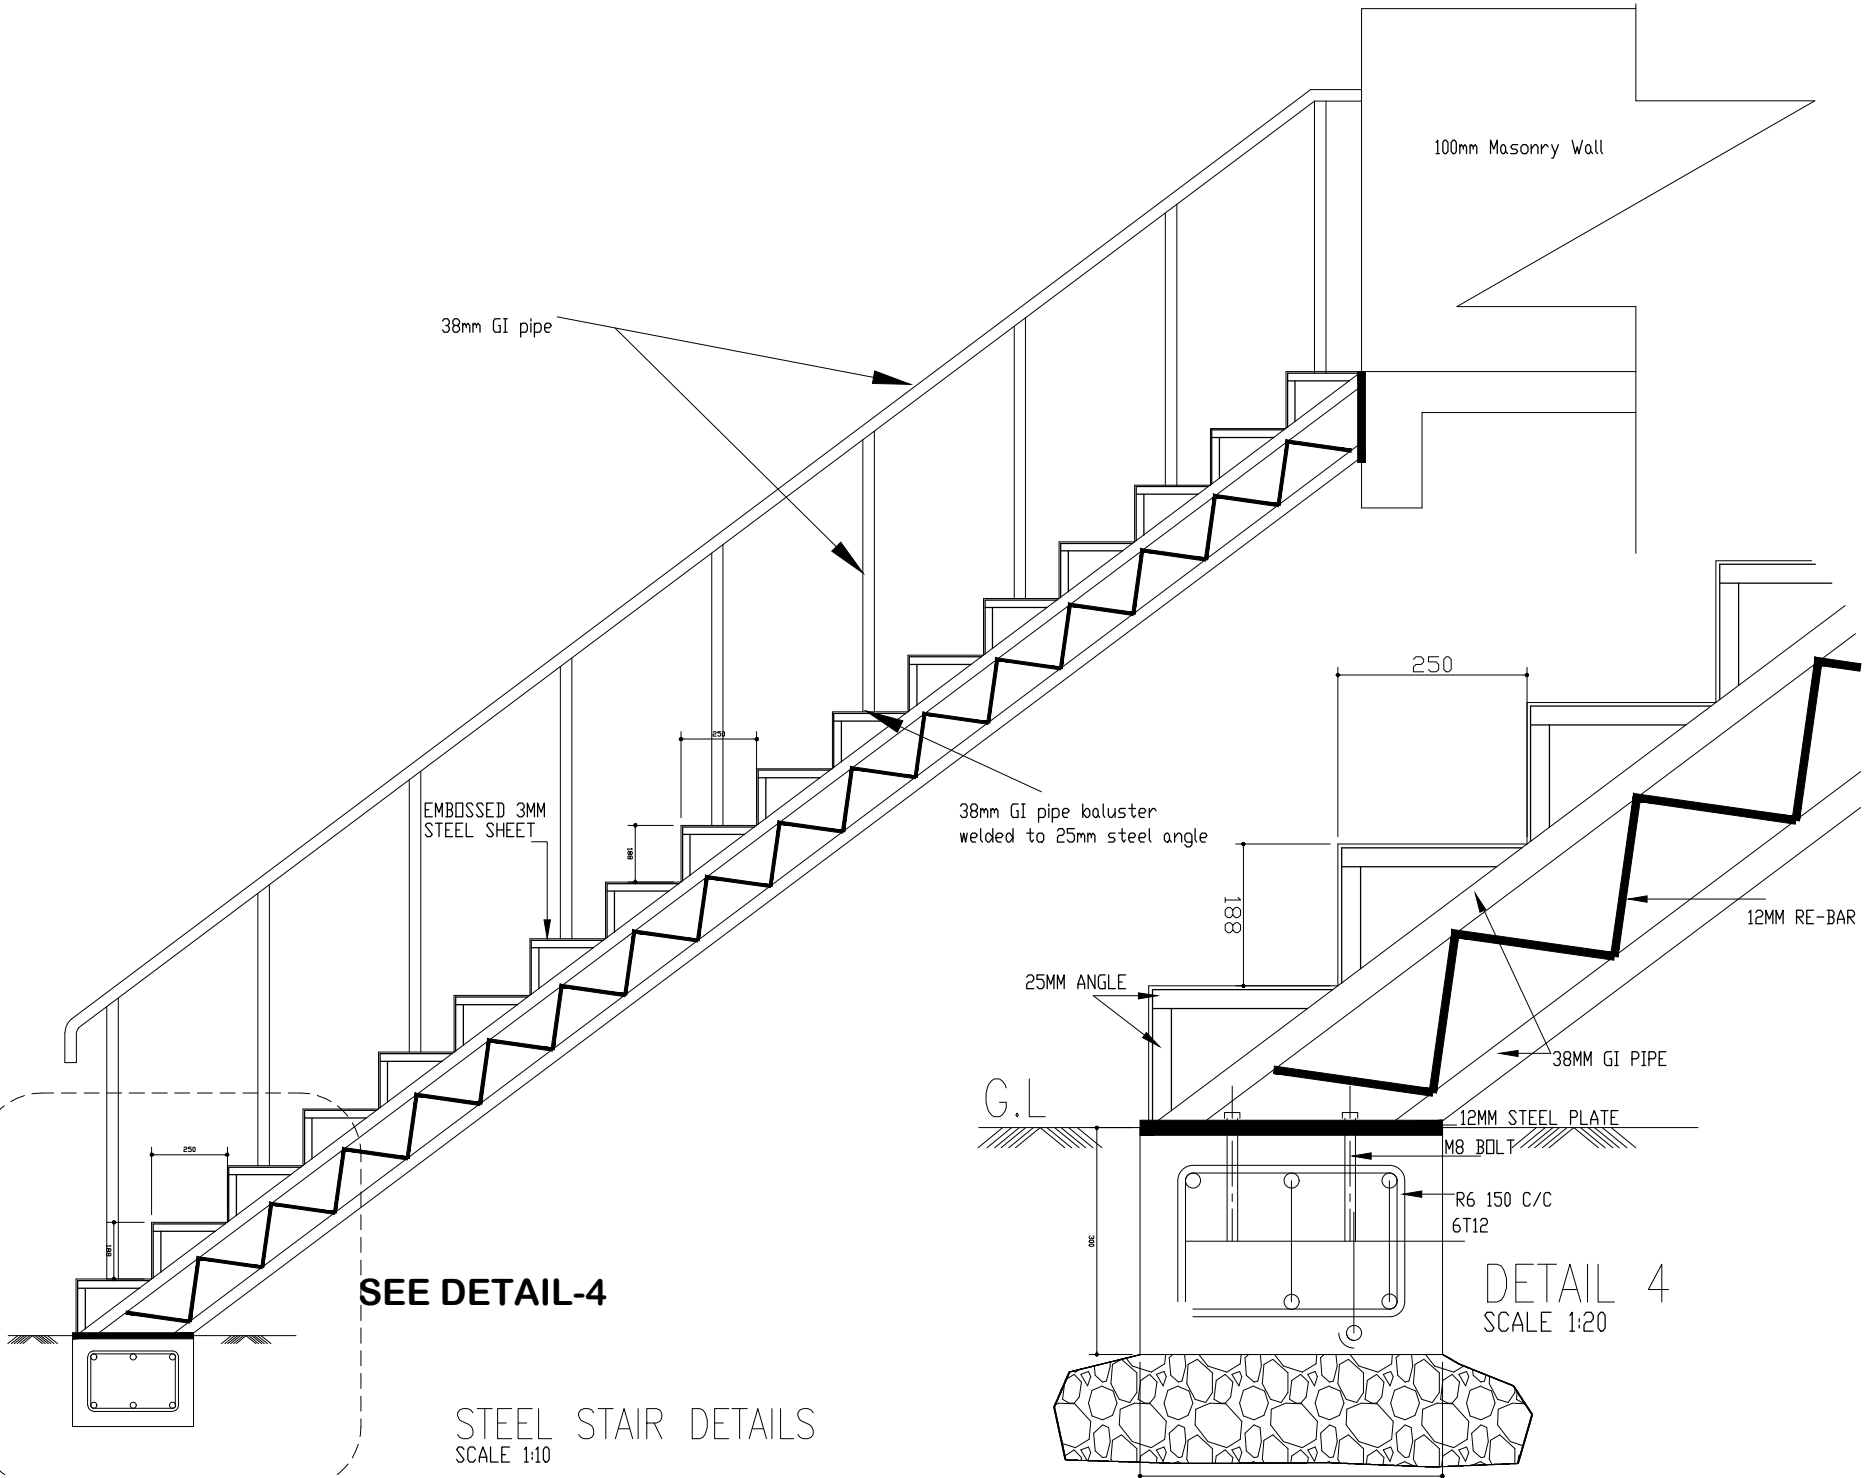 100mm Masonry Wall
38mm GI pipe
250
250
EMBOSSED 3MM
STEEL SHEET
188
38mm GI pipe baluster
welded to 25mm steel angle
188
12MM RE-BAR
25MM ANGLE
38MM GI PIPE
G.L
12MM STEEL PLATE
M8 BOLT
250
R6 150 C/C
6T12
188
300
SEE DETAIL-4
DETAIL 4
SCALE 1:20
STEEL STAIR DETAILS
SCALE 1:10